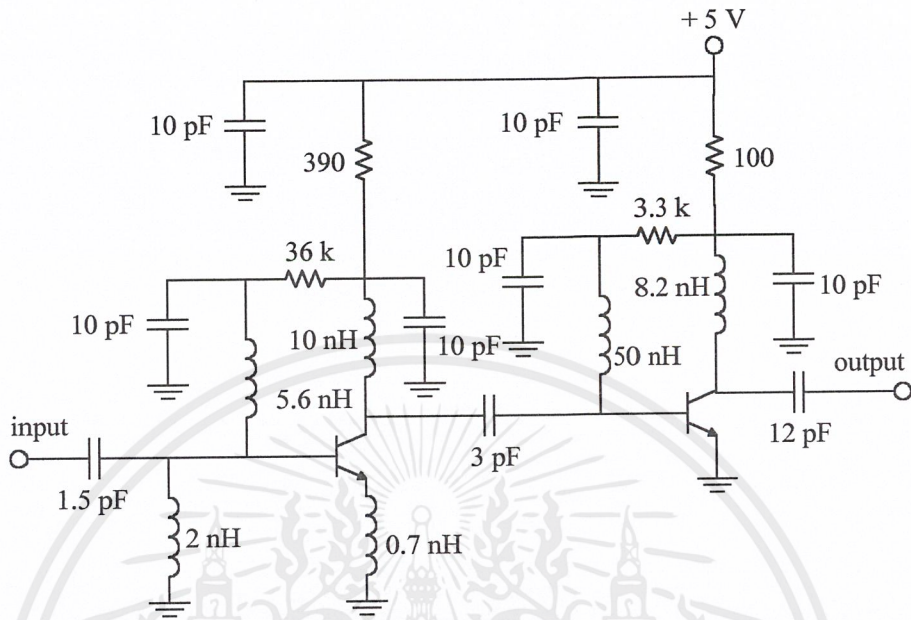 + 5 V
10 pF
390
10 pF
100
3.3 k
36 k
10 pF
8.2 nH
10 pF
10 pF
10 nH
10 pF
50 nH
5.6 nH
output
input
3 pF
12 pF
1.5 pF
2 nH
0.7 nH